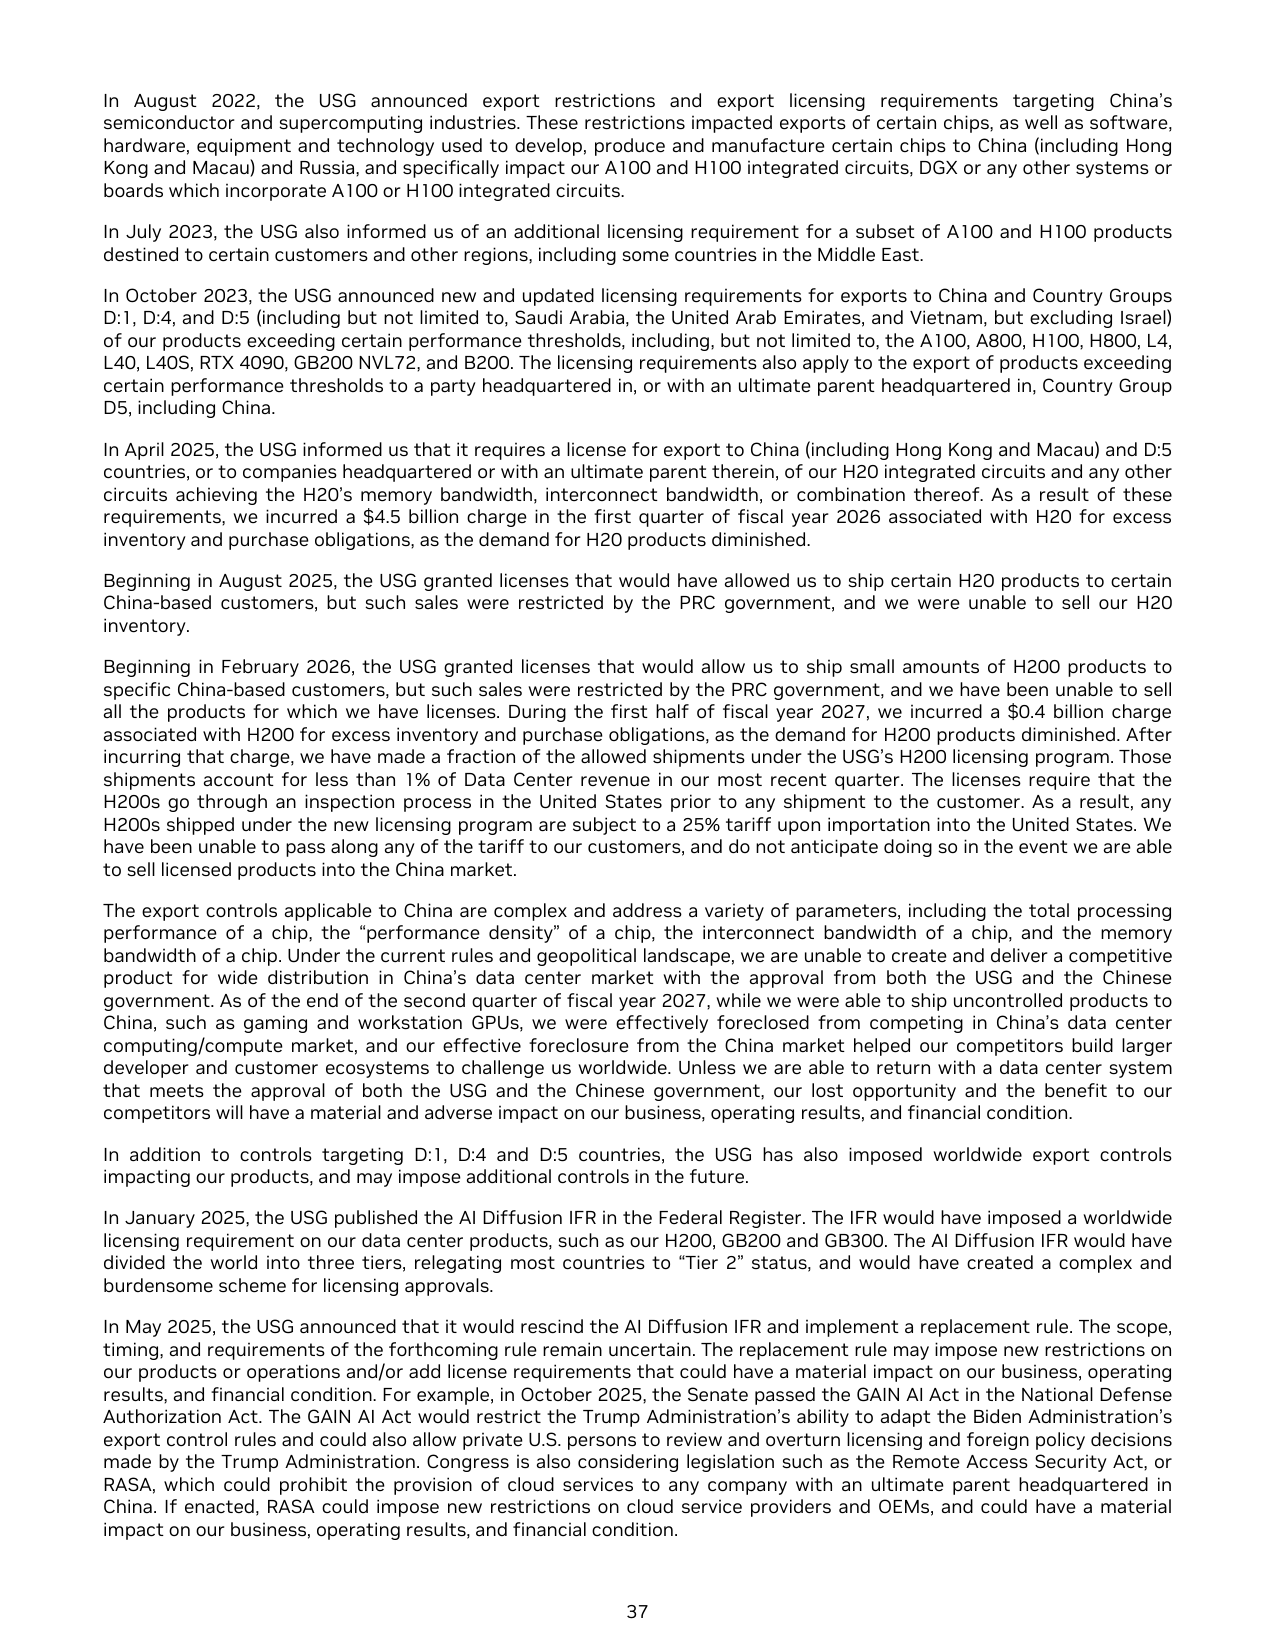 In August 2022, the USG announced export restrictions and export licensing requirements targeting China’s
semiconductor and supercomputing industries. These restrictions impacted exports of certain chips, as well as software,
hardware, equipment and technology used to develop, produce and manufacture certain chips to China (including Hong
Kong and Macau) and Russia, and specifically impact our A100 and H100 integrated circuits, DGX or any other systems or
boards which incorporate A100 or H100 integrated circuits.
In July 2023, the USG also informed us of an additional licensing requirement for a subset of A100 and H100 products
destined to certain customers and other regions, including some countries in the Middle East.
In October 2023, the USG announced new and updated licensing requirements for exports to China and Country Groups
D:1, D:4, and D:5 (including but not limited to, Saudi Arabia, the United Arab Emirates, and Vietnam, but excluding Israel)
of our products exceeding certain performance thresholds, including, but not limited to, the A100, A800, H100, H800, L4,
L40, L40S, RTX 4090, GB200 NVL72, and B200. The licensing requirements also apply to the export of products exceeding
certain performance thresholds to a party headquartered in, or with an ultimate parent headquartered in, Country Group
D5, including China.
In April 2025, the USG informed us that it requires a license for export to China (including Hong Kong and Macau) and D:5
countries, or to companies headquartered or with an ultimate parent therein, of our H20 integrated circuits and any other
circuits achieving the H20’s memory bandwidth, interconnect bandwidth, or combination thereof. As a result of these
requirements, we incurred a $4.5 billion charge in the first quarter of fiscal year 2026 associated with H20 for excess
inventory and purchase obligations, as the demand for H20 products diminished.
Beginning in August 2025, the USG granted licenses that would have allowed us to ship certain H20 products to certain
China-based customers, but such sales were restricted by the PRC government, and we were unable to sell our H20
inventory.
Beginning in February 2026, the USG granted licenses that would allow us to ship small amounts of H200 products to
specific China-based customers, but such sales were restricted by the PRC government, and we have been unable to sell
all the products for which we have licenses. During the first half of fiscal year 2027, we incurred a $0.4 billion charge
associated with H200 for excess inventory and purchase obligations, as the demand for H200 products diminished. After
incurring that charge, we have made a fraction of the allowed shipments under the USG’s H200 licensing program. Those
shipments account for less than 1% of Data Center revenue in our most recent quarter. The licenses require that the
H200s go through an inspection process in the United States prior to any shipment to the customer. As a result, any
H200s shipped under the new licensing program are subject to a 25% tariff upon importation into the United States. We
have been unable to pass along any of the tariff to our customers, and do not anticipate doing so in the event we are able
to sell licensed products into the China market.
The export controls applicable to China are complex and address a variety of parameters, including the total processing
performance of a chip, the “performance density” of a chip, the interconnect bandwidth of a chip, and the memory
bandwidth of a chip. Under the current rules and geopolitical landscape, we are unable to create and deliver a competitive
product for wide distribution in China’s data center market with the approval from both the USG and the Chinese
government. As of the end of the second quarter of fiscal year 2027, while we were able to ship uncontrolled products to
China, such as gaming and workstation GPUs, we were effectively foreclosed from competing in China’s data center
computing/compute market, and our effective foreclosure from the China market helped our competitors build larger
developer and customer ecosystems to challenge us worldwide. Unless we are able to return with a data center system
that meets the approval of both the USG and the Chinese government, our lost opportunity and the benefit to our
competitors will have a material and adverse impact on our business, operating results, and financial condition.
In addition to controls targeting D:1, D:4 and D:5 countries, the USG has also imposed worldwide export controls
impacting our products, and may impose additional controls in the future.
In January 2025, the USG published the AI Diffusion IFR in the Federal Register. The IFR would have imposed a worldwide
licensing requirement on our data center products, such as our H200, GB200 and GB300. The AI Diffusion IFR would have
divided the world into three tiers, relegating most countries to “Tier 2” status, and would have created a complex and
burdensome scheme for licensing approvals.
In May 2025, the USG announced that it would rescind the AI Diffusion IFR and implement a replacement rule. The scope,
timing, and requirements of the forthcoming rule remain uncertain. The replacement rule may impose new restrictions on
our products or operations and/or add license requirements that could have a material impact on our business, operating
results, and financial condition. For example, in October 2025, the Senate passed the GAIN AI Act in the National Defense
Authorization Act. The GAIN AI Act would restrict the Trump Administration’s ability to adapt the Biden Administration’s
export control rules and could also allow private U.S. persons to review and overturn licensing and foreign policy decisions
made by the Trump Administration. Congress is also considering legislation such as the Remote Access Security Act, or
RASA, which could prohibit the provision of cloud services to any company with an ultimate parent headquartered in
China. If enacted, RASA could impose new restrictions on cloud service providers and OEMs, and could have a material
impact on our business, operating results, and financial condition.
37